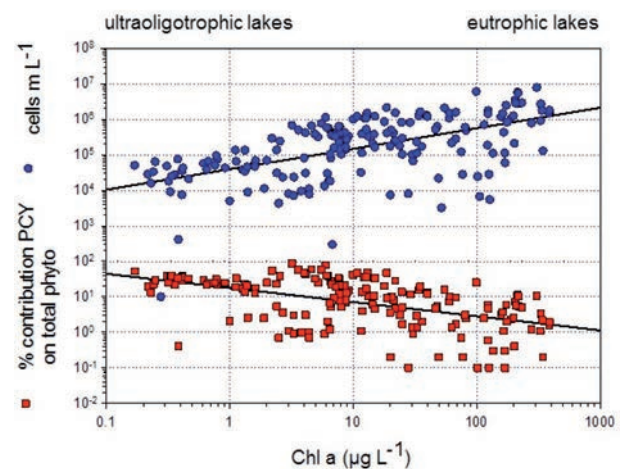 ultraoligotrophic lakes eutrophic lakes
10⁸
10⁷
10⁶
10⁵
10⁴
10³
10²
10¹
10⁰
10⁻¹
10⁻²
cells m L⁻¹
% contribution PCY
on total phyto
0.1 1 10 100 1000
Chl a (µg L⁻¹)